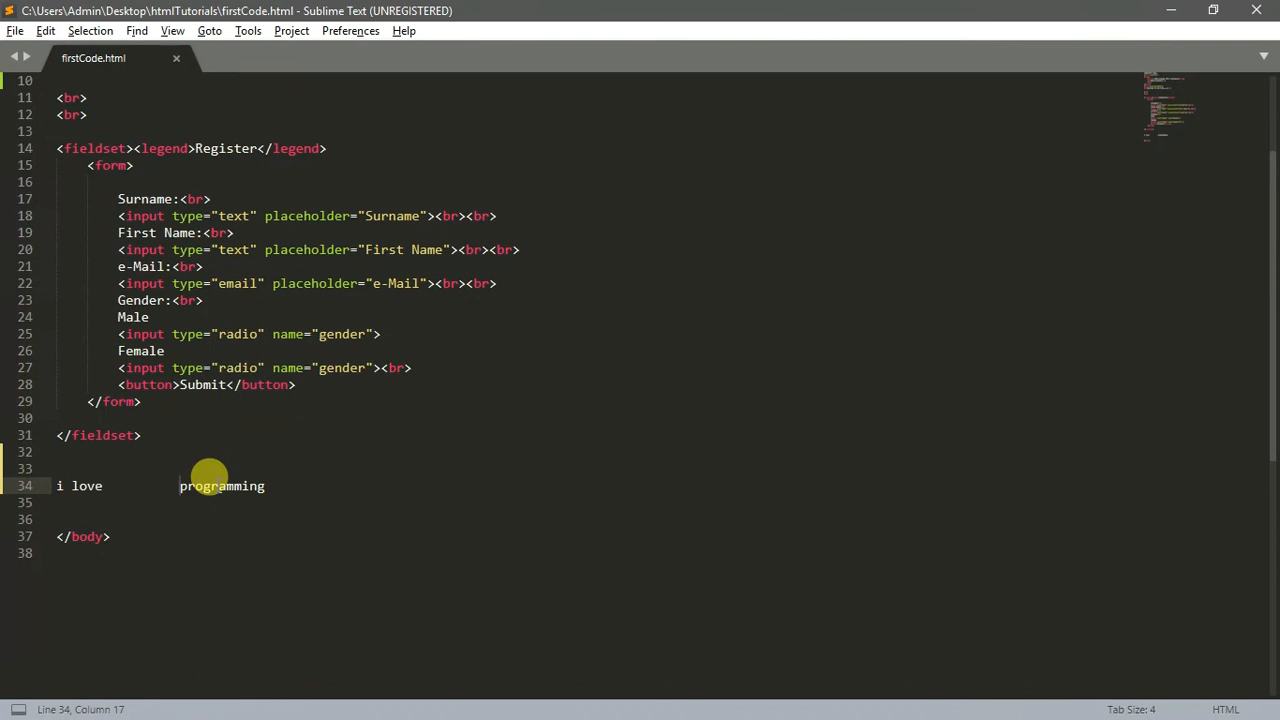 C:\Users\Admin\Desktop\htmlTutorials\firstCode.html - Sublime Text (UNREGISTERED)
File Edit Find View Goto Tools Project Preferences Help
firstCode.html
10
11 <br>
12 <br>
13
14 <fieldset><legend>Register</legend>
15 <form>
16
17 Surname:<br>
18 <input type="text" placeholder="Surname"><br><br>
19 First Name:<br>
20 <input type="text" placeholder="First Name"><br><br>
21 e-Mail:<br>
22 <input type="email" placeholder="e-Mail"><br><br>
23 Gender:<br>
24 Male
25 <input type="radio" name="gender">
26 Female
27 <input type="radio" name="gender"><br>
28 <button>Submit</button>
29 </form>
30
31 </fieldset>
32
33
34 i love programming
35
36
37 </body>
38
Line 34, Column 17 Tab Size: 4 HTML